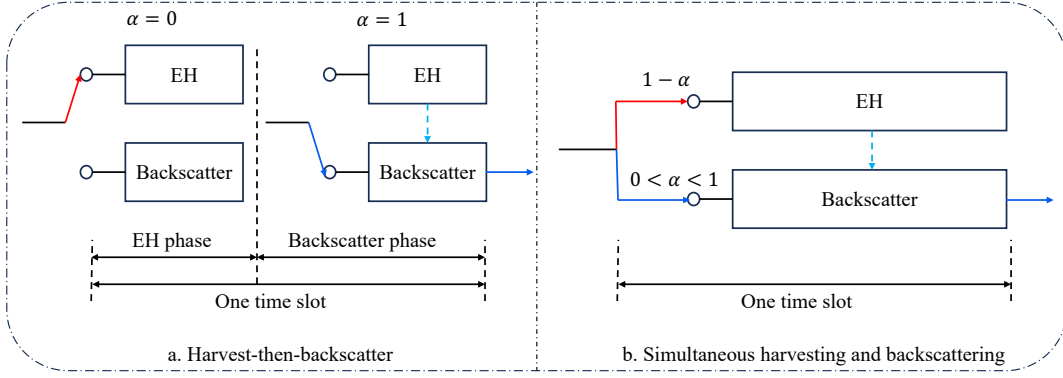 α = 0
α = 1
EH
EH
Backscatter
Backscatter
EH phase
Backscatter phase
One time slot
a. Harvest-then-backscatter
1 − α
EH
0 < α < 1
Backscatter
One time slot
b. Simultaneous harvesting and backscattering